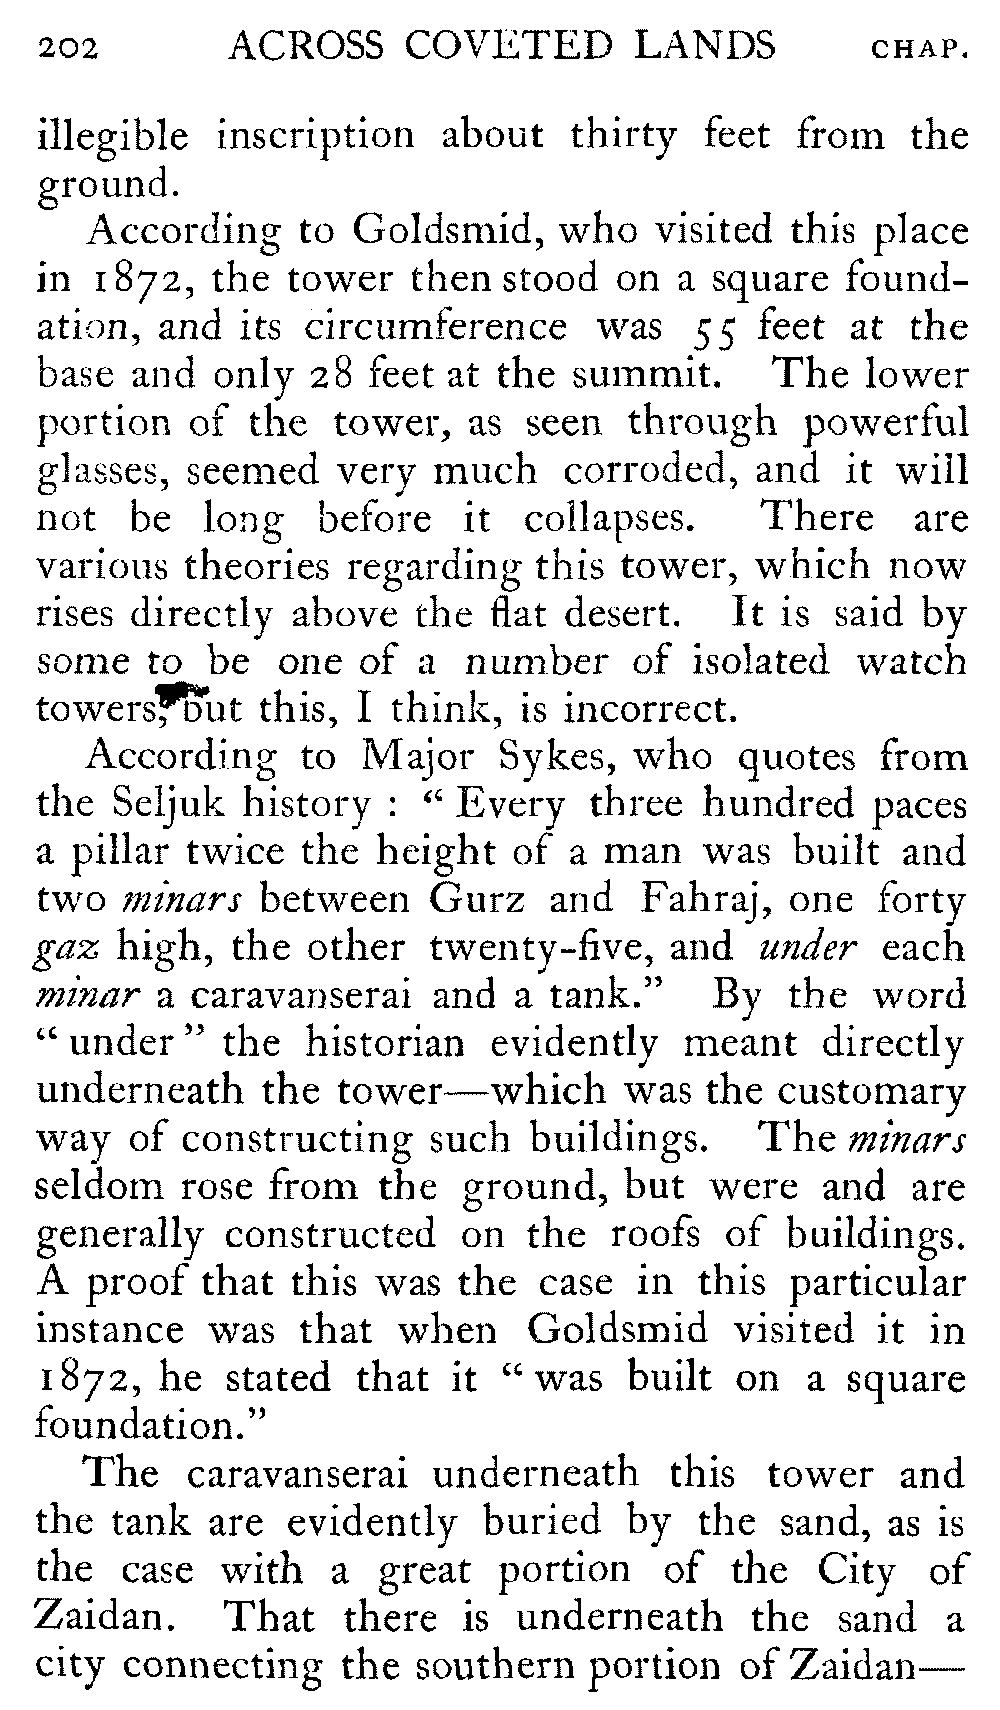 202 ACROSS COVETED LANDS CHAP.
illegible inscription about thirty feet from the
ground.
According to Goldsmid, who visited this place
in 1872, the tower then stood on a square found-
ation, and its circumference was 55 feet at the
base and only 28 feet at the summit. The lower
portion of the tower, as seen through powerful
glasses, seemed very much corroded, and it will
not be long before it collapses. There are
various theories regarding this tower, which now
rises directly above the flat desert. It is said by
some to be one of a number of isolated watch
towers, but this, I think, is incorrect.
According to Major Sykes, who quotes from
the Seljuk history : “ Every three hundred paces
a pillar twice the height of a man was built and
two minars between Gurz and Fahraj, one forty
gaz high, the other twenty-five, and under each
minar a caravanserai and a tank.” By the word
“ under ” the historian evidently meant directly
underneath the tower—which was the customary
way of constructing such buildings. The minars
seldom rose from the ground, but were and are
generally constructed on the roofs of buildings.
A proof that this was the case in this particular
instance was that when Goldsmid visited it in
1872, he stated that it “ was built on a square
foundation.”
The caravanserai underneath this tower and
the tank are evidently buried by the sand, as is
the case with a great portion of the City of
Zaidan. That there is underneath the sand a
city connecting the southern portion of Zaidan—